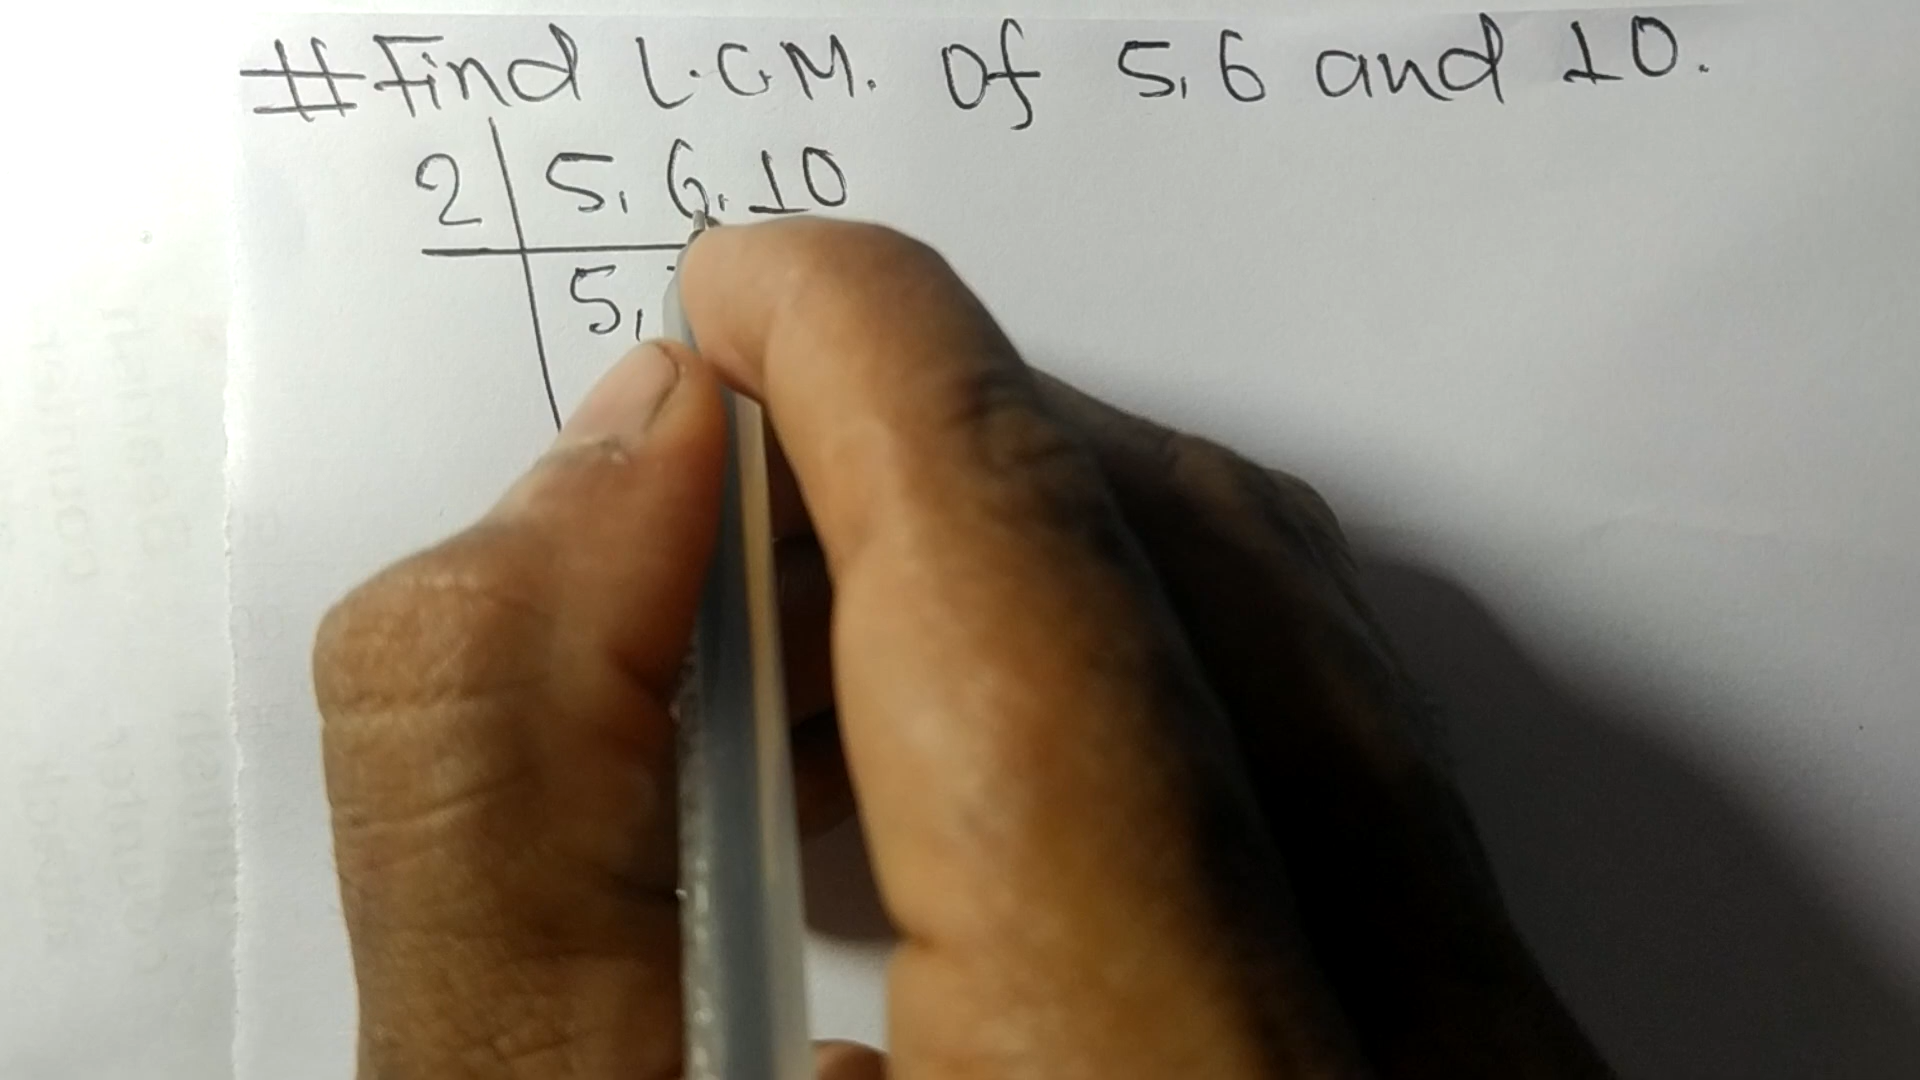 # Find L.C.M. of 5, 6 and 10.
2 5, 6, 10
5,